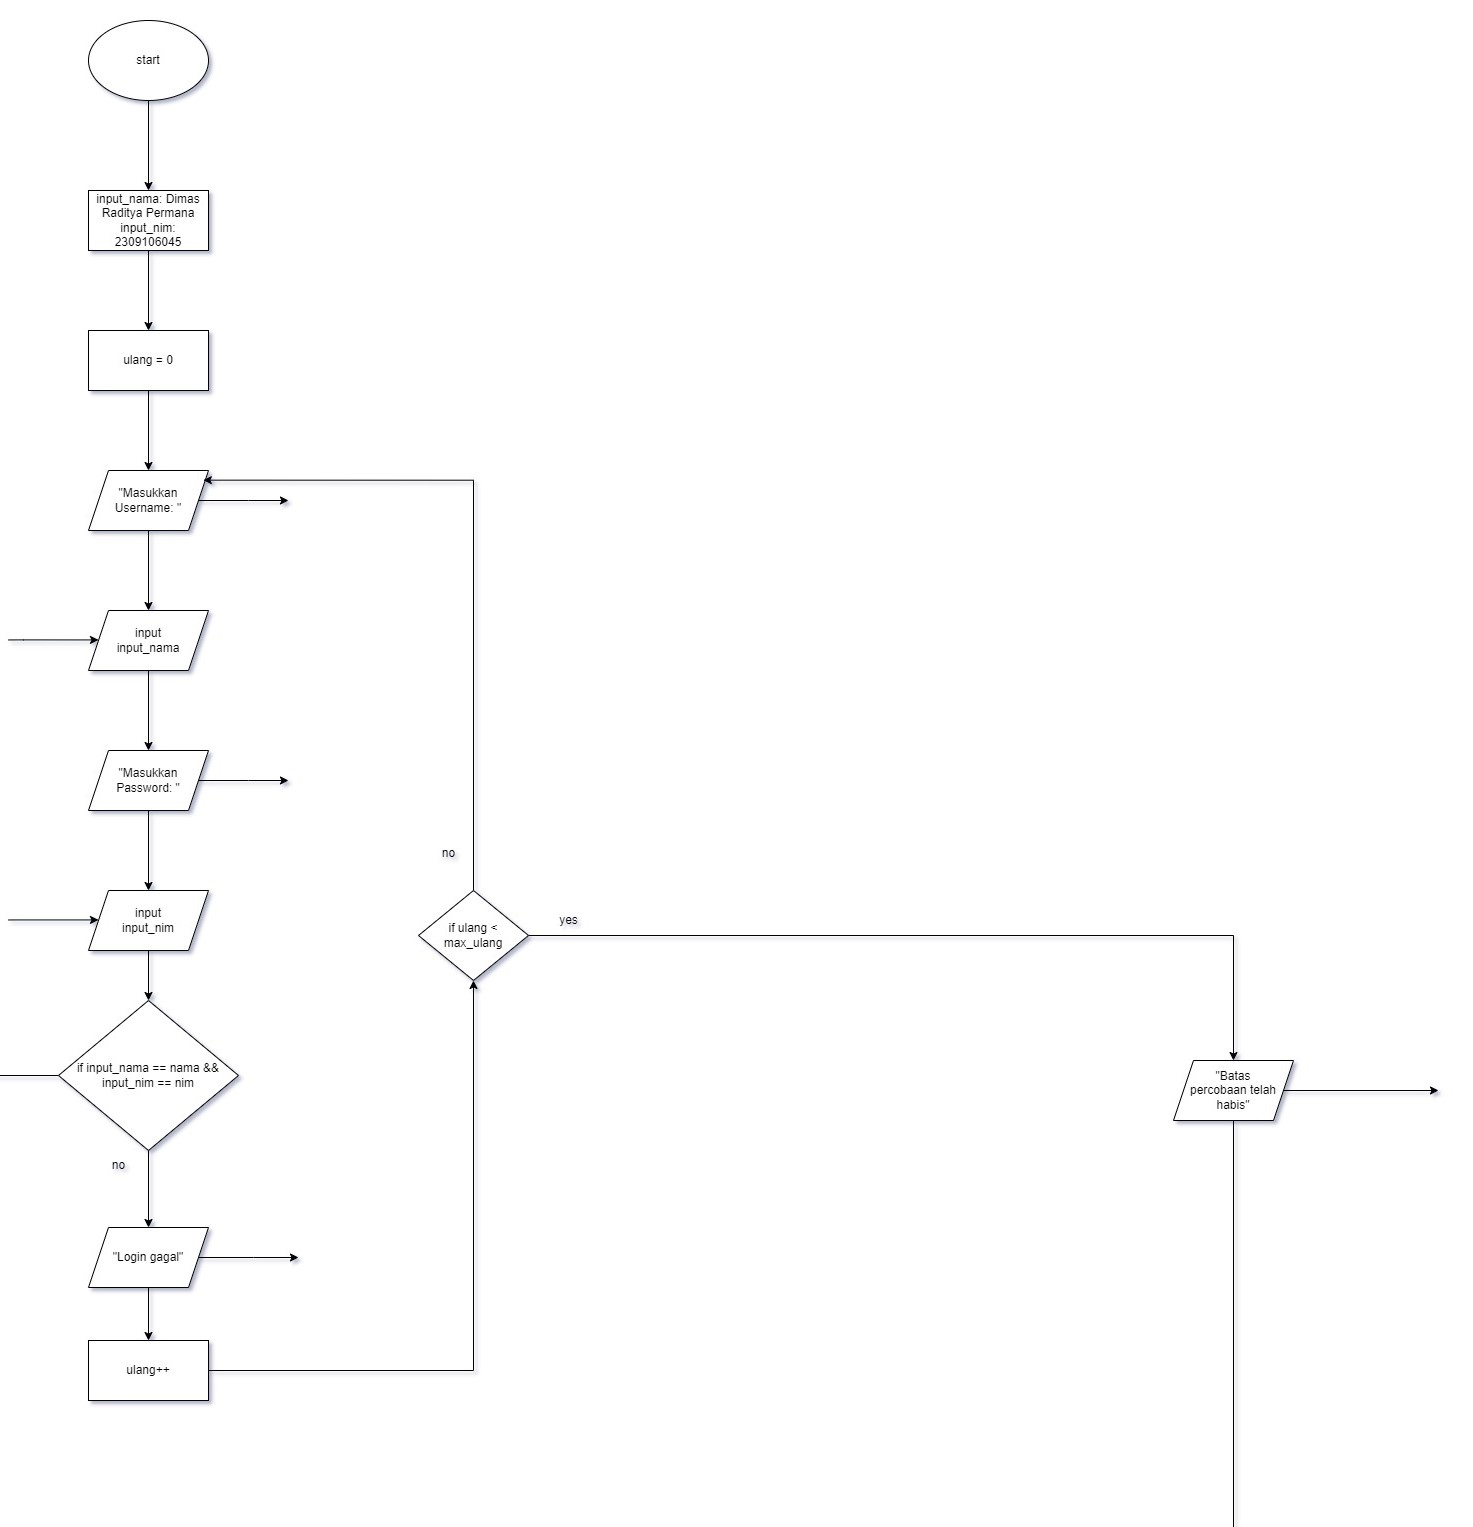 start
input_nama: Dimas
Raditya Permana
input_nim:
2309106045
ulang = 0
"Masukkan
Username: "
input
input_nama
"Masukkan
Password: "
input
input_nim
if input_nama == nama &&
input_nim == nim
no
"Login gagal"
ulang++
no
if ulang <
max_ulang
yes
"Batas
percobaan telah
habis"